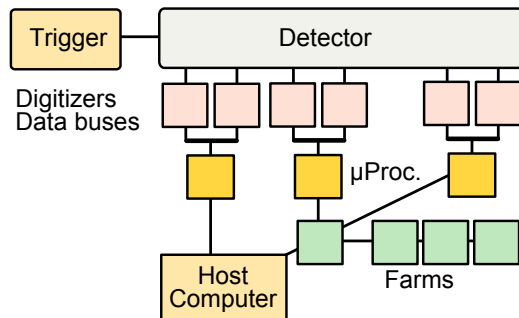 Trigger
Detector
Digitizers
Data buses
µProc.
Host
Computer
Farms